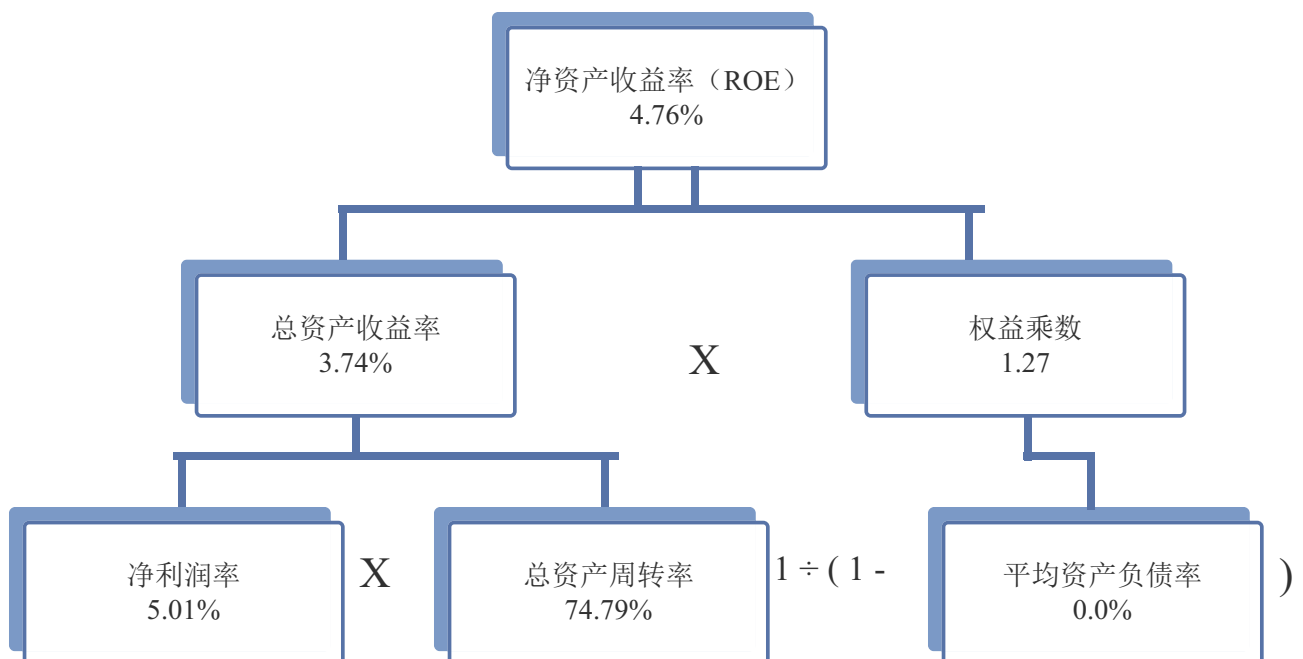 净资产收益率（ROE）
4.76%
总资产收益率
3.74%
X
权益乘数
1.27
净利润率
5.01%
X
总资产周转率
74.79%
1 ÷ ( 1 -
平均资产负债率
0.0%
)